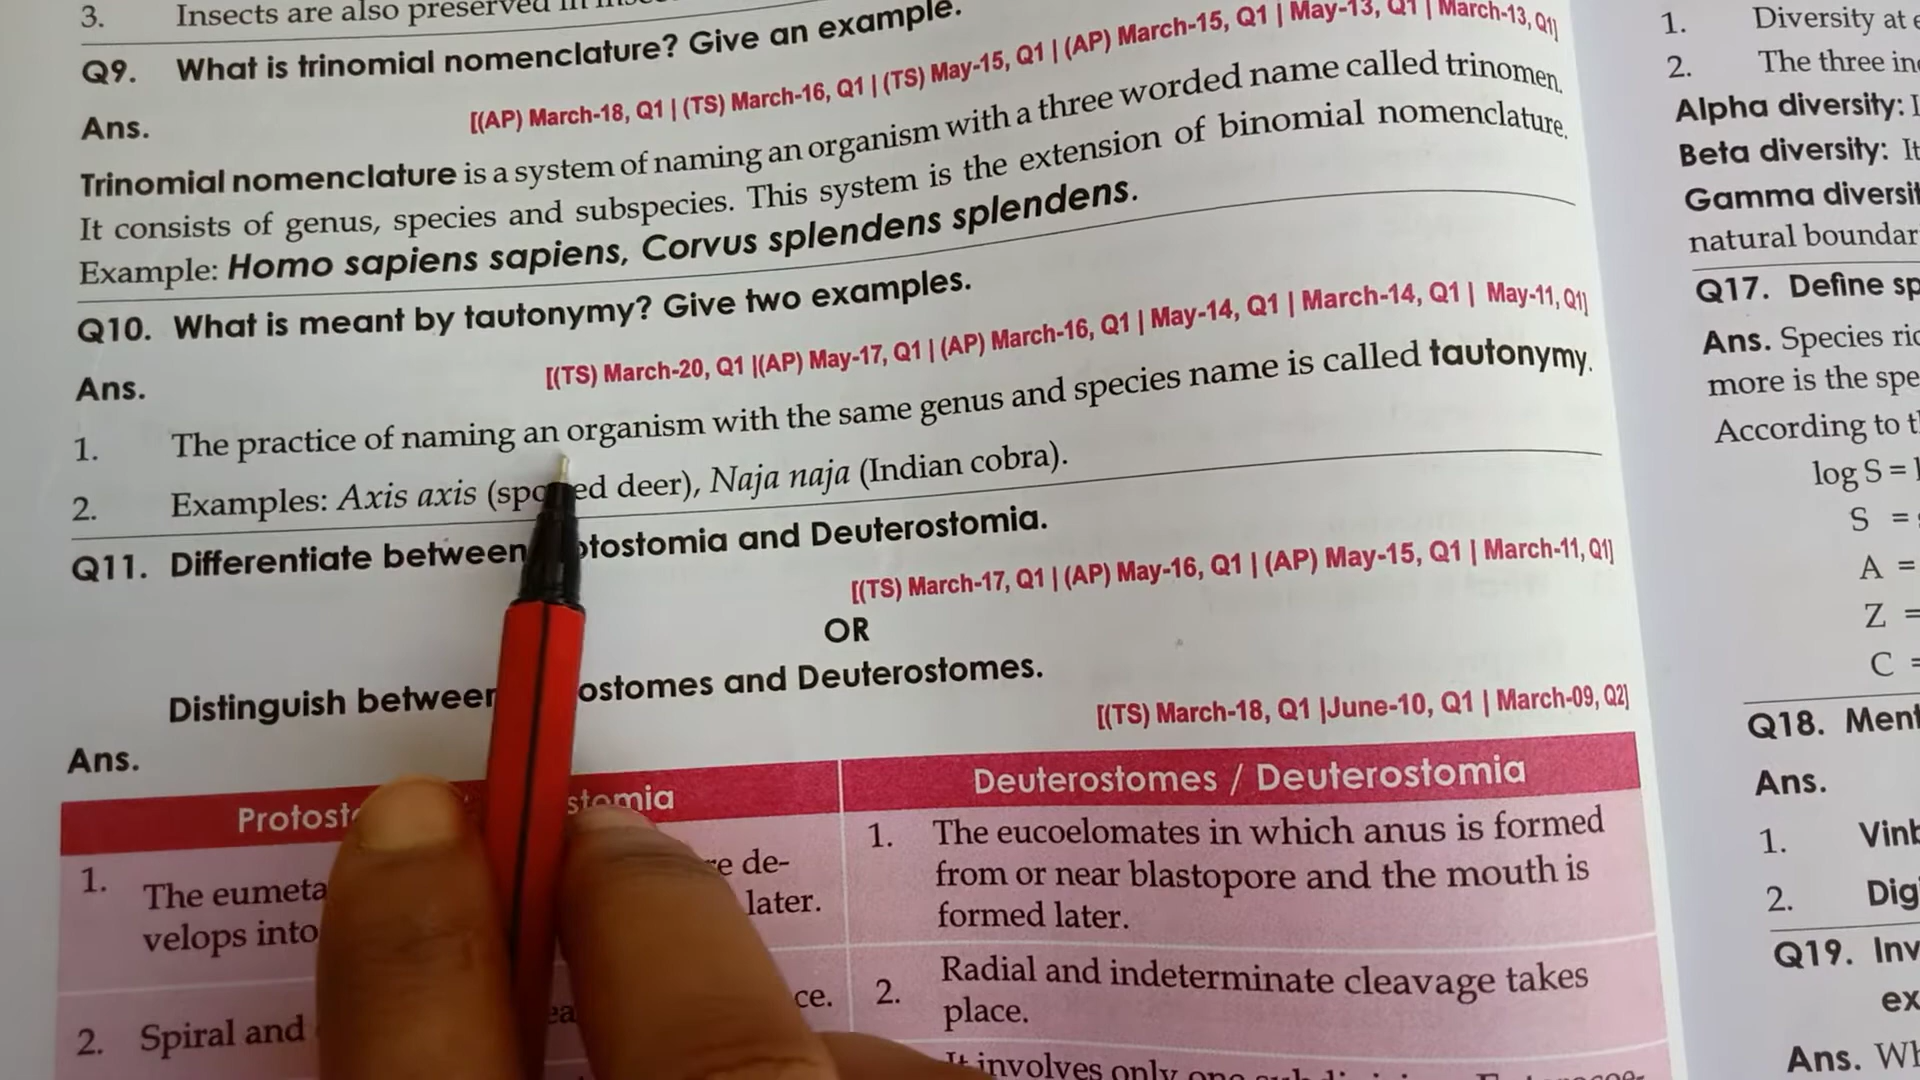 3. Insects are also preserved in
Q9. What is trinomial nomenclature? Give an example.
[(AP) March-18, Q1 | (TS) March-16, Q1 | (TS) May-15, Q1 | (AP) March-15, Q1 | May-13, Q1 | March-13, Q1]
Ans.
Trinomial nomenclature is a system of naming an organism with a three worded name called trinomen.
It consists of genus, species and subspecies. This system is the extension of binomial nomenclature.
Example: Homo sapiens sapiens, Corvus splendens splendens.
Q10. What is meant by tautonymy? Give two examples.
[(TS) March-20, Q1 |(AP) May-17, Q1 | (AP) March-16, Q1 | May-14, Q1 | March-14, Q1 | May-11, Q1]
Ans.
1. The practice of naming an organism with the same genus and species name is called tautonymy.
2. Examples: Axis axis (spotted deer), Naja naja (Indian cobra).
Q11. Differentiate between Protostomia and Deuterostomia.
[(TS) March-17, Q1 | (AP) May-16, Q1 | (AP) May-15, Q1 | March-11, Q1]
OR
Distinguish between ostomes and Deuterostomes.
[(TS) March-18, Q1 |June-10, Q1 | March-09, Q2]
Ans.
Protost stomia
1. The eumeta re de-
velops into later.
2. Spiral and ce.
Deuterostomes / Deuterostomia
1. The eucoelomates in which anus is formed
from or near blastopore and the mouth is
formed later.
2. Radial and indeterminate cleavage takes
place.
It involves only one
1. Diversity at
2. The three
Alpha diversity:
Beta diversity: It
Gamma diversit
natural boundar
Q17. Define sp
Ans. Species ric
more is the spe
According to t
log S =
S =
A =
Z =
C =
Q18. Ment
Ans.
1. Vinb
2. Dig
Q19. Inv
ex
Ans. Wh